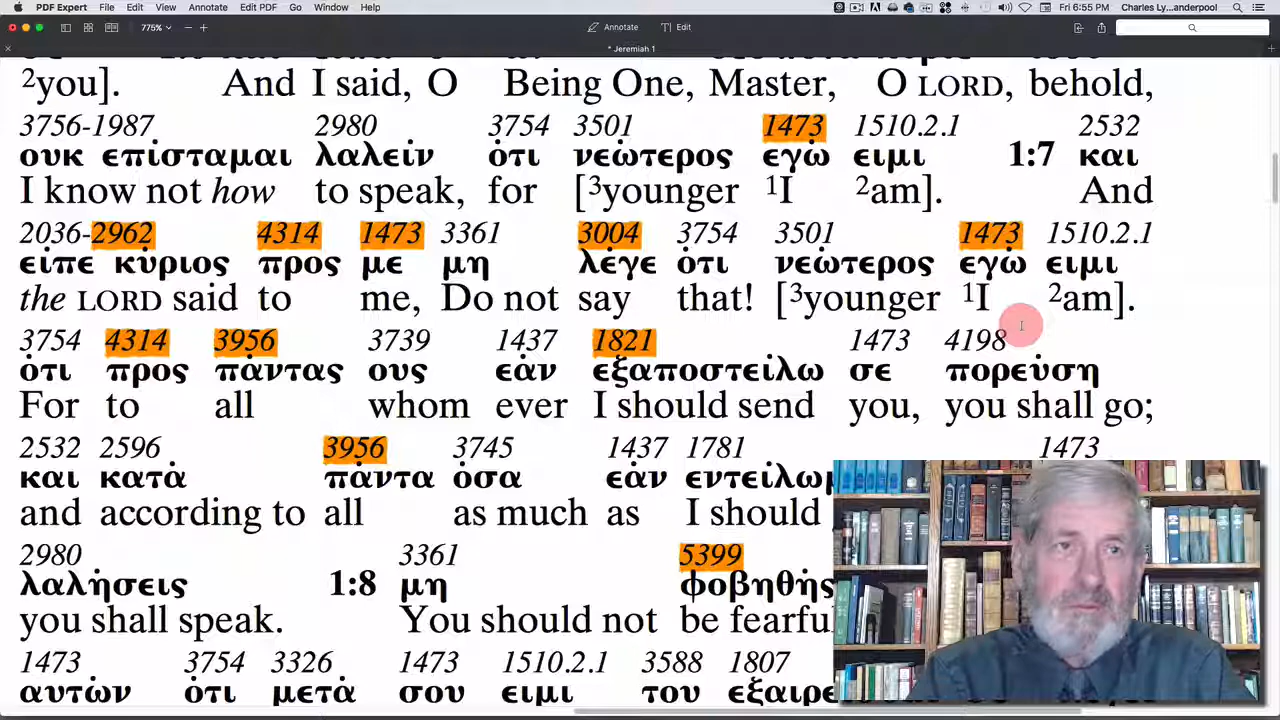 PDF Expert File Edit View Annotate Edit PDF Go Window Help Fri 6:55 PM Charles Ly...anderpool
775% Annotate Edit
* Jeremiah 1
²you]. And I said, O Being One, Master, O LORD, behold,
3756-1987 2980 3754 3501 1473 1510.2.1 2532
ουκ επίσταμαι λαλείν ότι νεώτερος εγώ ειμι 1:7 και
I know not how to speak, for [³younger ¹I ²am]. And
2036-2962 4314 1473 3361 3004 3754 3501 1473 1510.2.1
είπε κύριος προς με μη λέγε ότι νεώτερος εγώ ειμι
the LORD said to me, Do not say that! [³younger ¹I ²am].
3754 4314 3956 3739 1437 1821 1473 4198
ότι προς πάντας ους εάν εξαποστείλω σε πορεύση
For to all whom ever I should send you, you shall go;
2532 2596 3956 3745 1437 1781 1473
και κατά πάντα όσα εάν
and according to all as much as I should
2980 3361 5399
λαλήσεις 1:8 μη φοβηθής
you shall speak. You should not be fearfu
1473 3754 3326 1473 1510.2.1 3588 1807
αυτών ότι μετά σου ειμι του